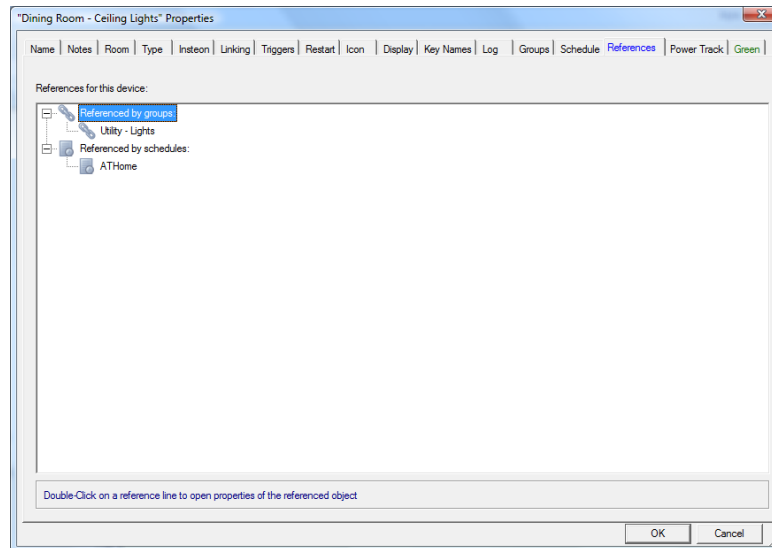 "Dining Room - Ceiling Lights" Properties
Name Notes Room Type Insteon Linking Triggers Restart Icon Display Key Names Log Groups Schedule References Power Track Green
References for this device:
Referenced by groups:
Utility - Lights
Referenced by schedules:
ATHome
Double-Click on a reference line to open properties of the referenced object
OK Cancel